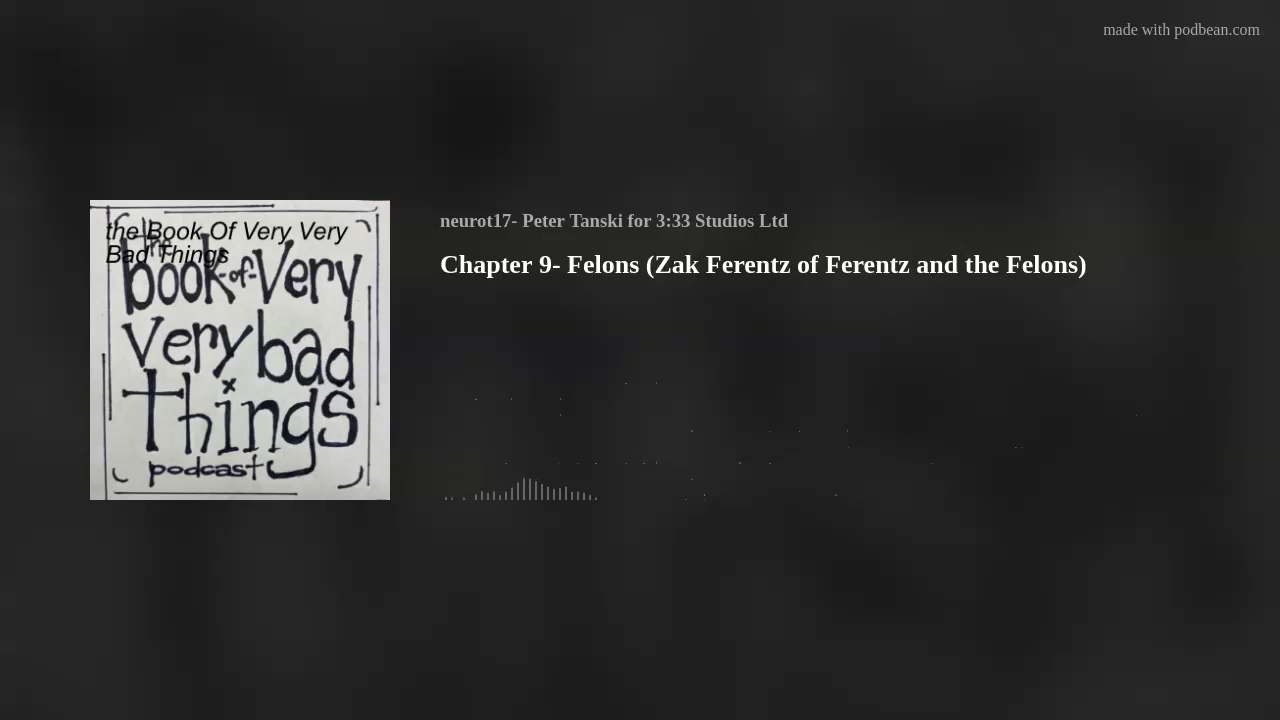 made with podbean.com
the Book Of Very Very
Bad Things
the
book -of- Very
Very bad
Things
podcast
neurot17- Peter Tanski for 3:33 Studios Ltd
Chapter 9- Felons (Zak Ferentz of Ferentz and the Felons)